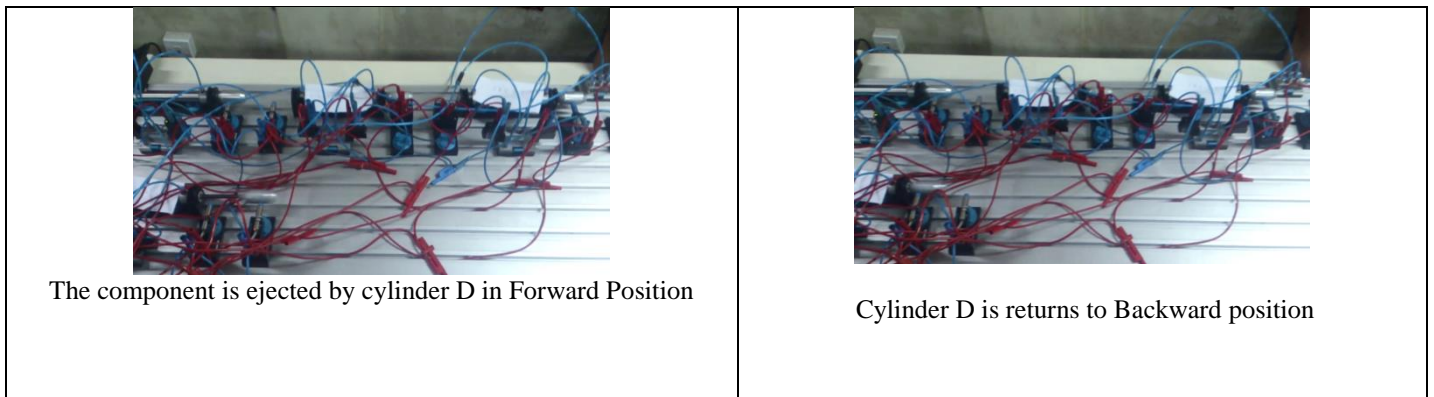 The component is ejected by cylinder D in Forward Position
Cylinder D is returns to Backward position